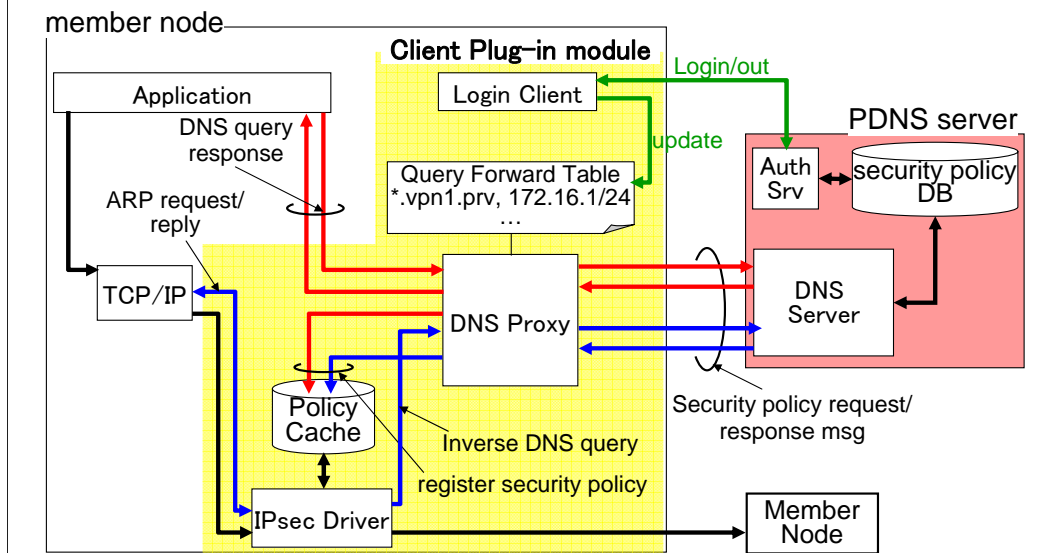 member node
Client Plug-in module
Application
Login Client
Login/out
update
PDNS server
Auth
Srv
security policy
DB
DNS query
response
Query Forward Table
*.vpn1.prv, 172.16.1/24
...
ARP request/
reply
TCP/IP
DNS Proxy
DNS
Server
Policy
Cache
Security policy request/
response msg
Inverse DNS query
register security policy
IPsec Driver
Member
Node